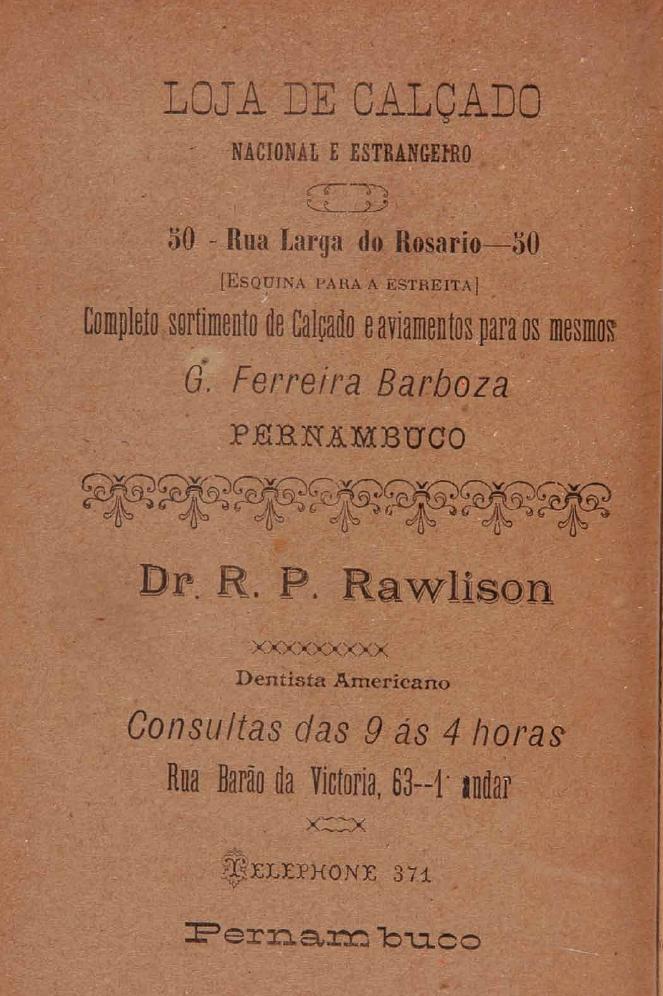 LOJA DE CALÇADO
NACIONAL E ESTRANGEIRO
50 - Rua Larga do Rosario—50
[ESQUINA PARA A ESTREITA]
Completo sortimento de Calçado e aviamentos para os mesmos
G. Ferreira Barboza
PERNAMBUCO
Dr. R. P. Rawlison
Dentista Americano
Consultas das 9 ás 4 horas
Rua Barão da Victoria, 63--1· andar
TELEPHONE 371
Pernambuco